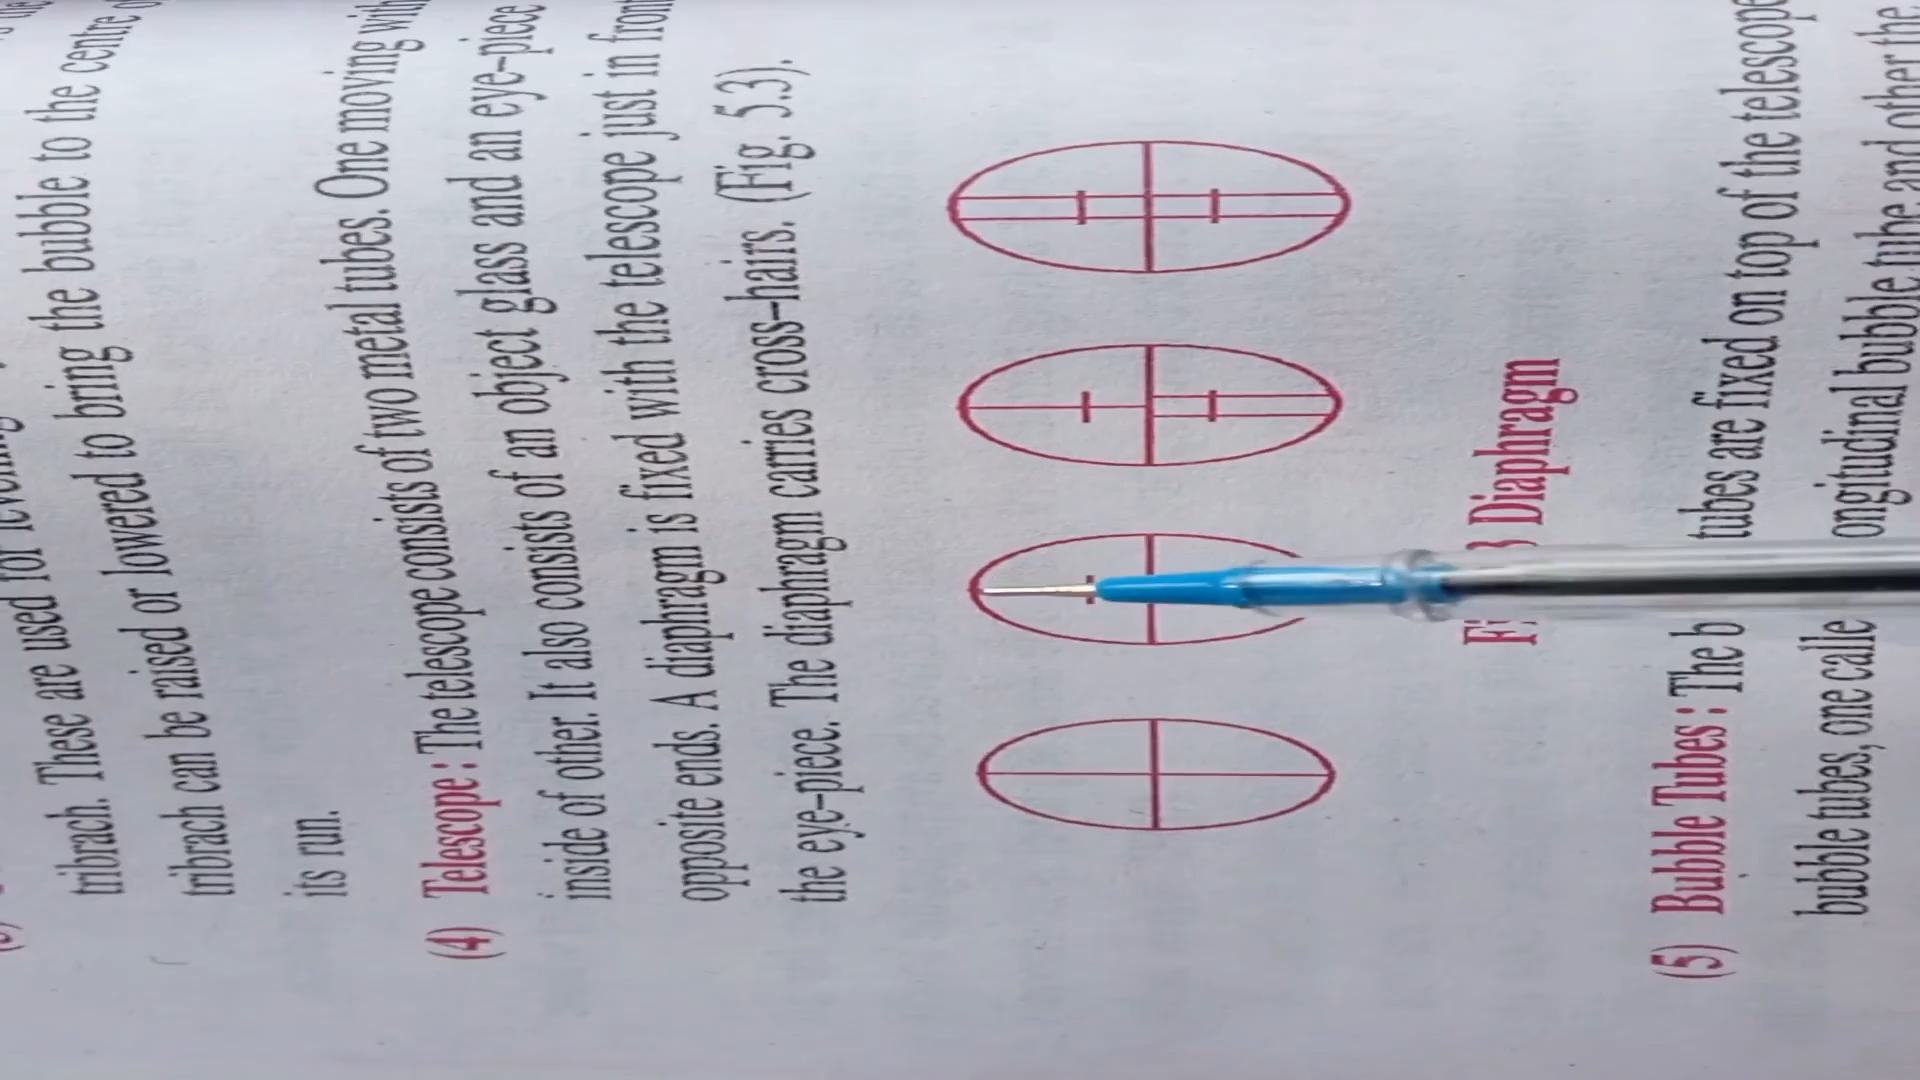 tribrach. These are used for levelling
tribrach can be raised or lowered to bring the bubble to the centre
its run.
(4) Telescope : The telescope consists of two metal tubes. One moving with
inside of other. It also consists of an object glass and an eye-piece
opposite ends. A diaphragm is fixed with the telescope just in front
the eye-piece. The diaphragm carries cross-hairs. (Fig. 5.3).
3 Diaphragm
(5) Bubble Tubes : The b tubes are fixed on top of the telescope
bubble tubes, one calle ongitudinal bubble tube and other the